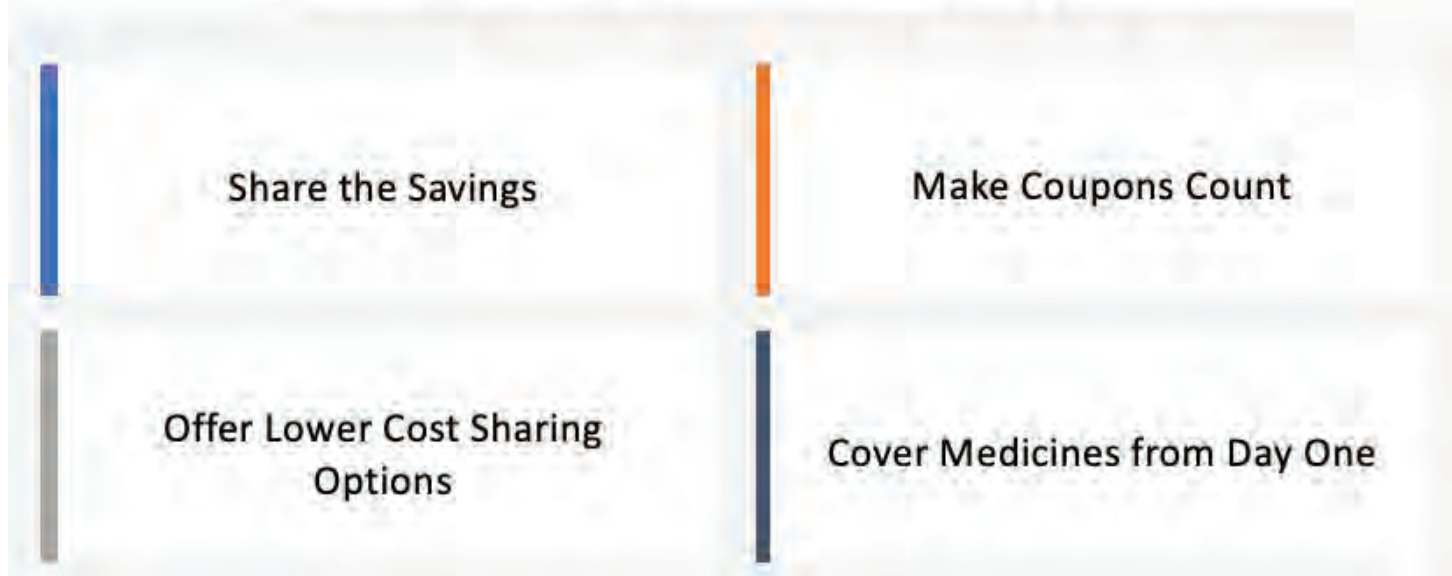 Share the Savings
Make Coupons Count
Offer Lower Cost Sharing
Options
Cover Medicines from Day One